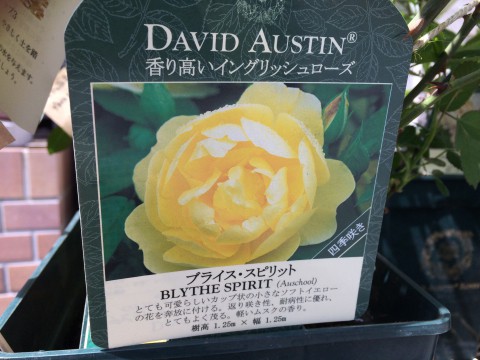 DAVID AUSTIN®
香り高いイングリッシュローズ
四季咲き
ブライス・スピリット
BLYTHE SPIRIT (Auschool)
とても可愛らしいカップ状の小さなソフトイエロー
の花を奔放に付ける。返り咲き性、耐病性に優れ、
とてもよく茂る。軽いムスクの香り。
樹高 1.25m × 幅 1.25m